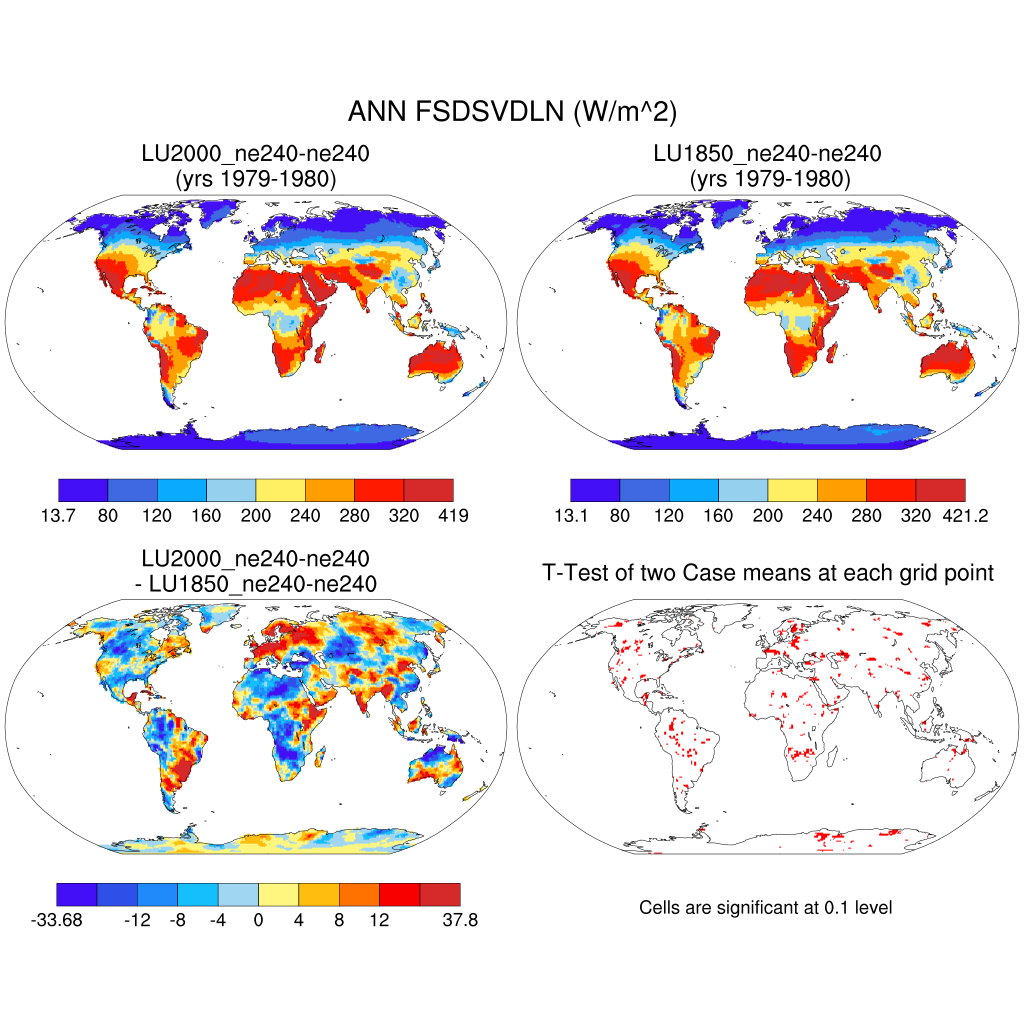 ANN FSDSVDLN (W/m^2)
LU2000_ne240-ne240
(yrs 1979-1980)
LU1850_ne240-ne240
(yrs 1979-1980)
13.7 80 120 160 200 240 280 320 419
13.1 80 120 160 200 240 280 320 421.2
LU2000_ne240-ne240
- LU1850_ne240-ne240
T-Test of two Case means at each grid point
-33.68 -12 -8 -4 0 4 8 12 37.8
Cells are significant at 0.1 level